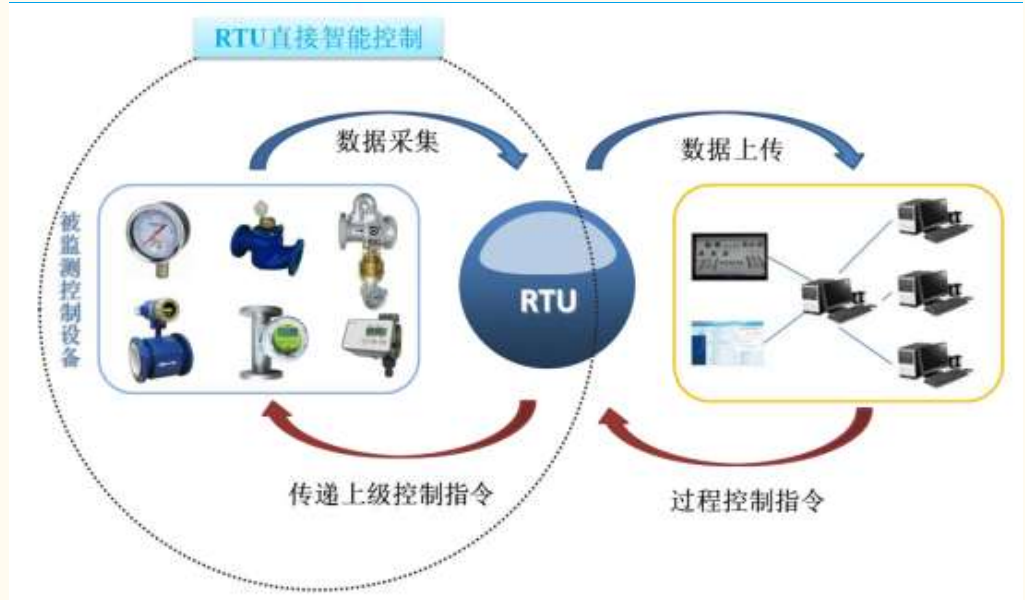 RTU直接智能控制
数据采集
数据上传
被监测控制设备
RTU
传递上级控制指令
过程控制指令